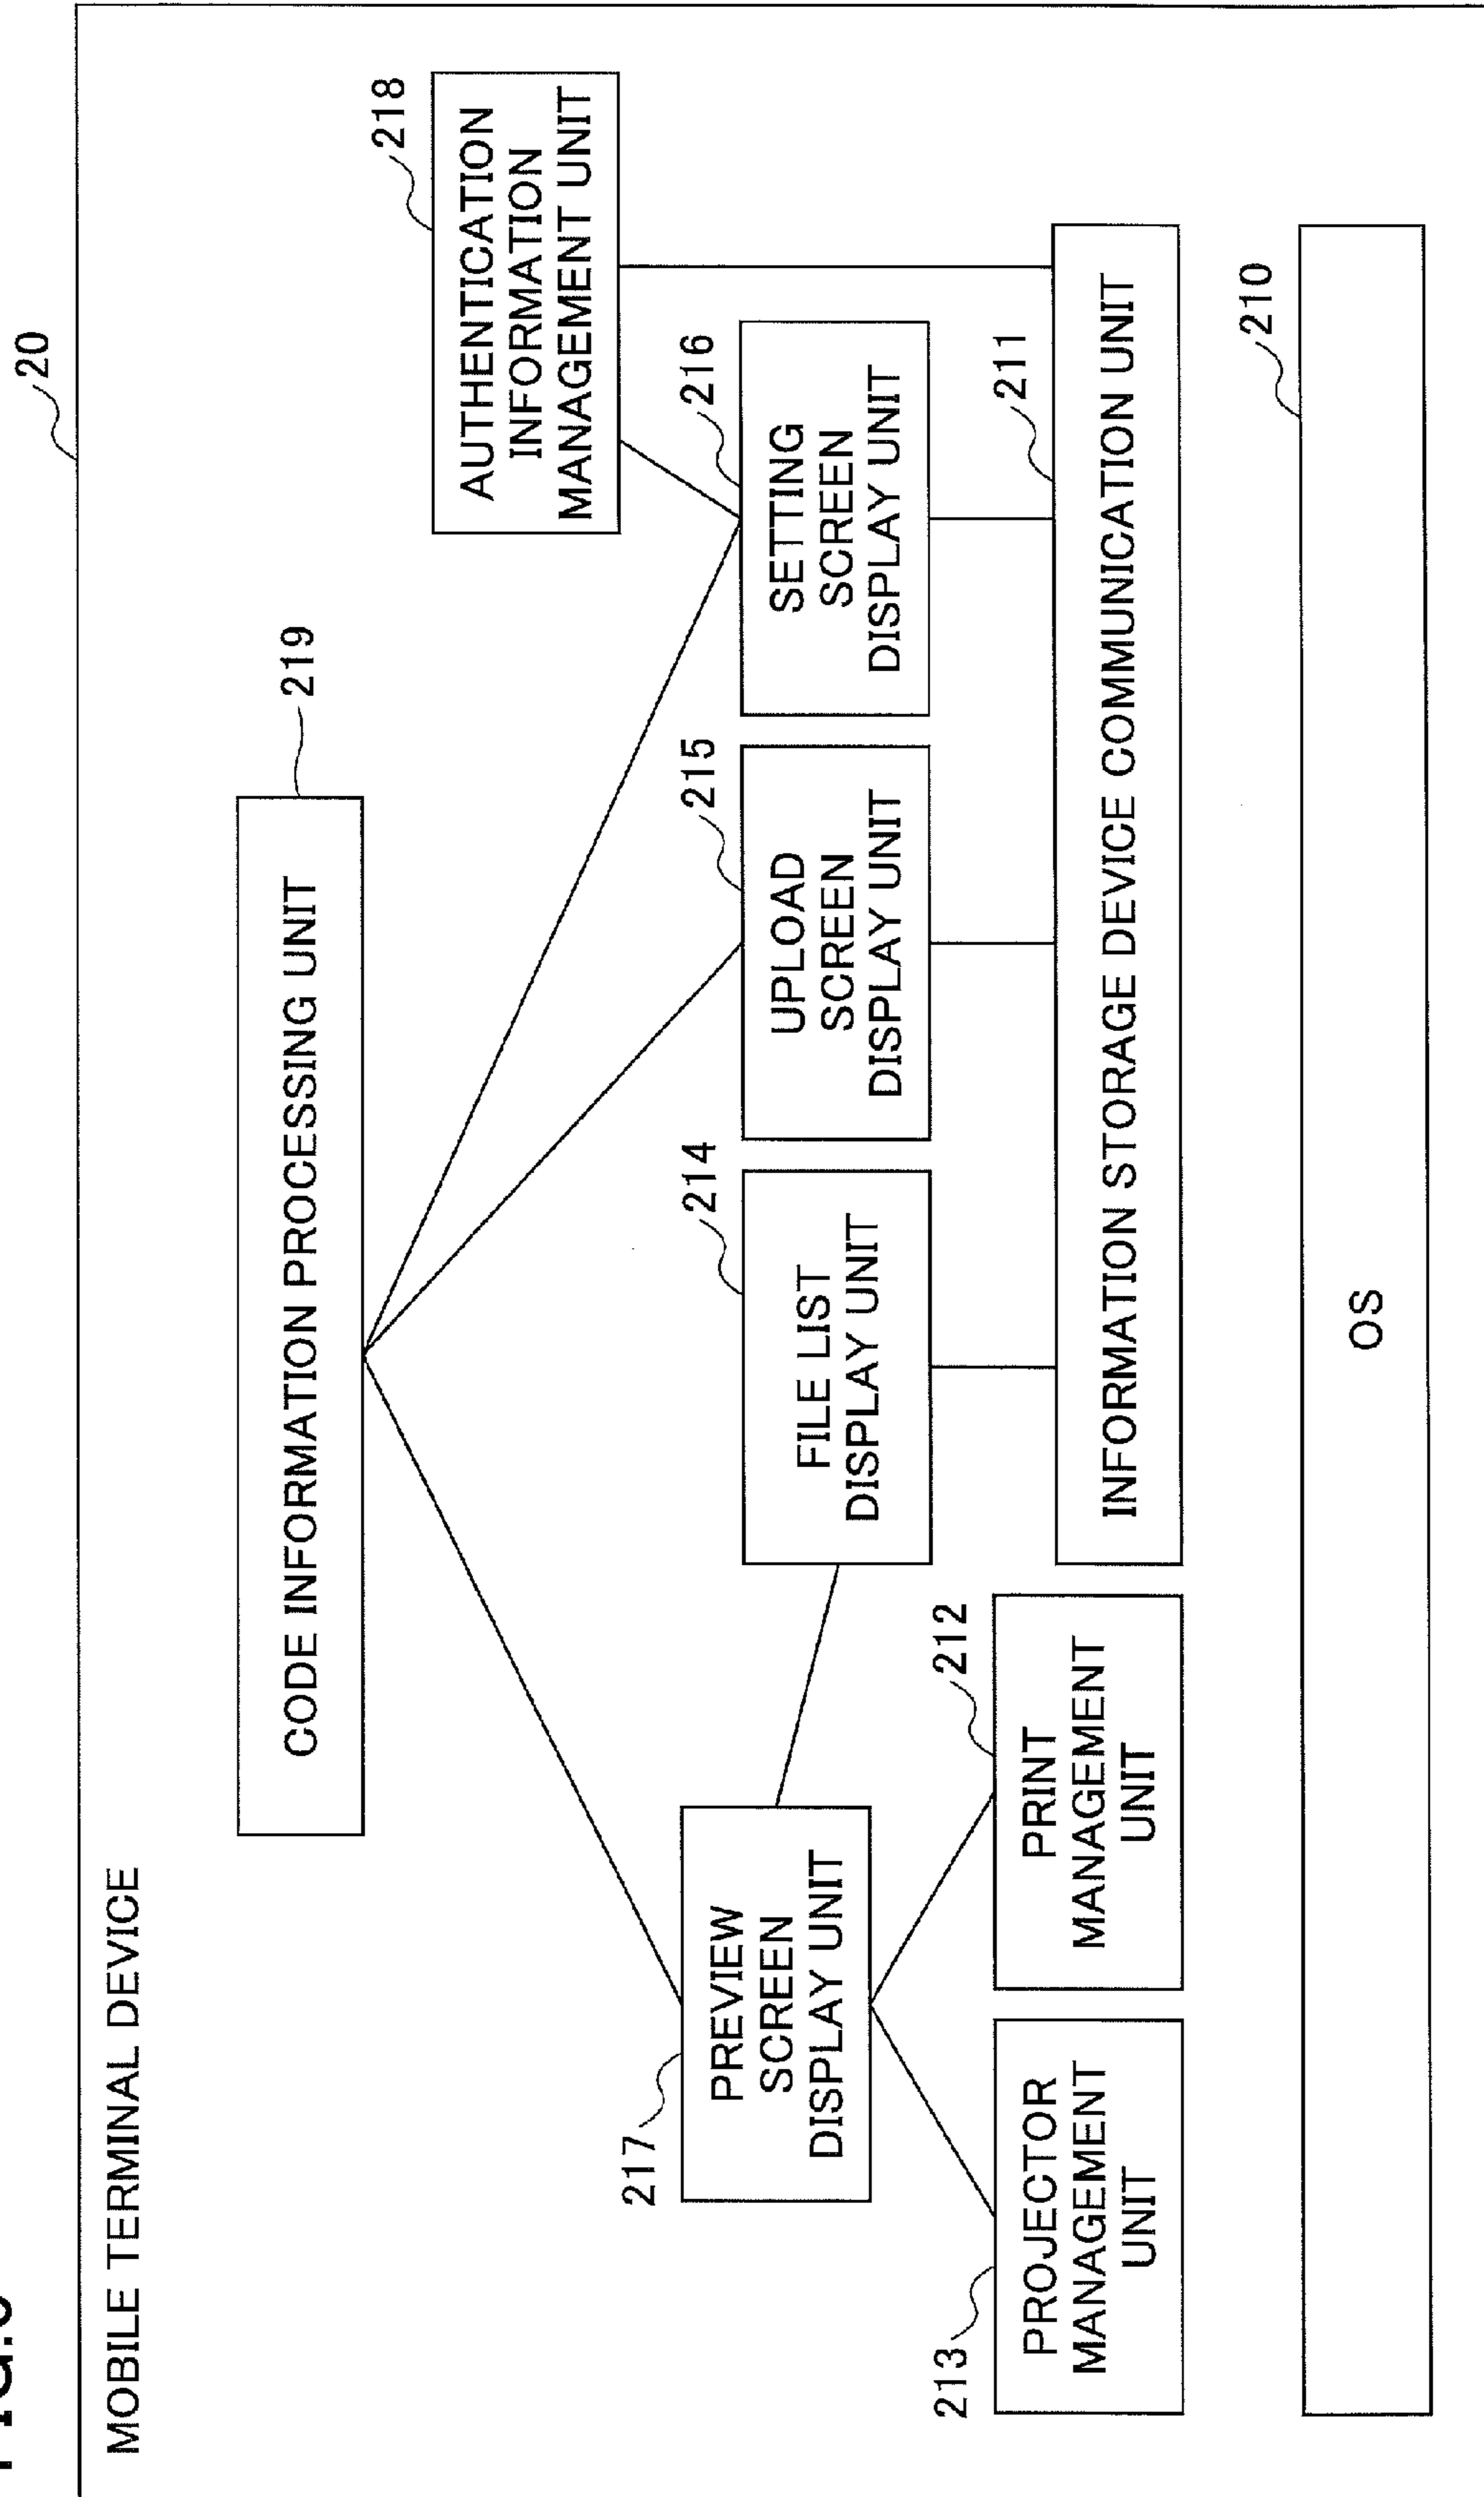 20
MOBILE TERMINAL DEVICE
219
CODE INFORMATION PROCESSING UNIT
218
AUTHENTICATION
INFORMATION
MANAGEMENT UNIT
217
PREVIEW
SCREEN
DISPLAY UNIT
214
FILE LIST
DISPLAY UNIT
215
UPLOAD
SCREEN
DISPLAY UNIT
216
SETTING
SCREEN
DISPLAY UNIT
213
PROJECTOR
MANAGEMENT
UNIT
212
PRINT
MANAGEMENT
UNIT
211
INFORMATION STORAGE DEVICE COMMUNICATION UNIT
210
OS